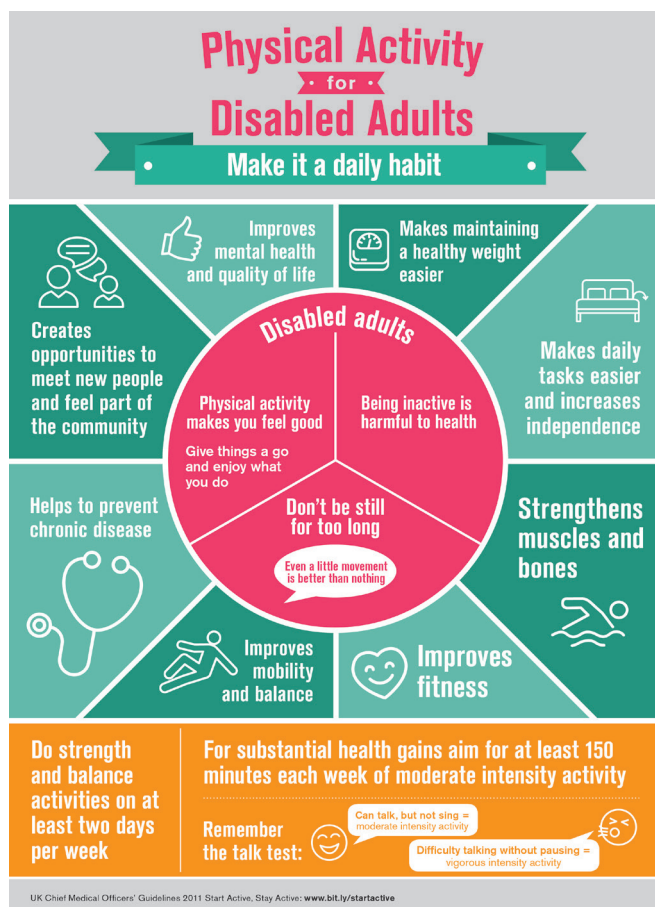 Physical Activity
for
Disabled Adults
Make it a daily habit
Improves
mental health
and quality of life
Makes maintaining
a healthy weight
easier
Creates
opportunities to
meet new people
and feel part of
the community
Makes daily
tasks easier
and increases
independence
Disabled adults
Physical activity
makes you feel good
Give things a go
and enjoy what
you do
Being inactive is
harmful to health
Don't be still
for too long
Even a little movement
is better than nothing
Helps to prevent
chronic disease
Strengthens
muscles and
bones
Improves
mobility
and balance
Improves
fitness
Do strength
and balance
activities on at
least two days
per week
For substantial health gains aim for at least 150
minutes each week of moderate intensity activity
Remember
the talk test:
Can talk, but not sing =
moderate intensity activity
Difficulty talking without pausing =
vigorous intensity activity
UK Chief Medical Officers' Guidelines 2011 Start Active, Stay Active: www.bit.ly/startactive